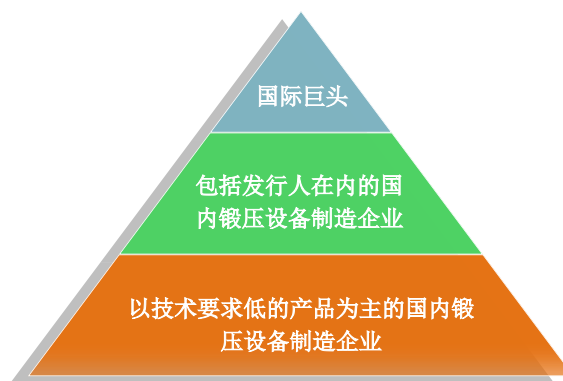 国际巨头
包括发行人在内的国
内锻压设备制造企业
以技术要求低的产品为主的国内锻
压设备制造企业